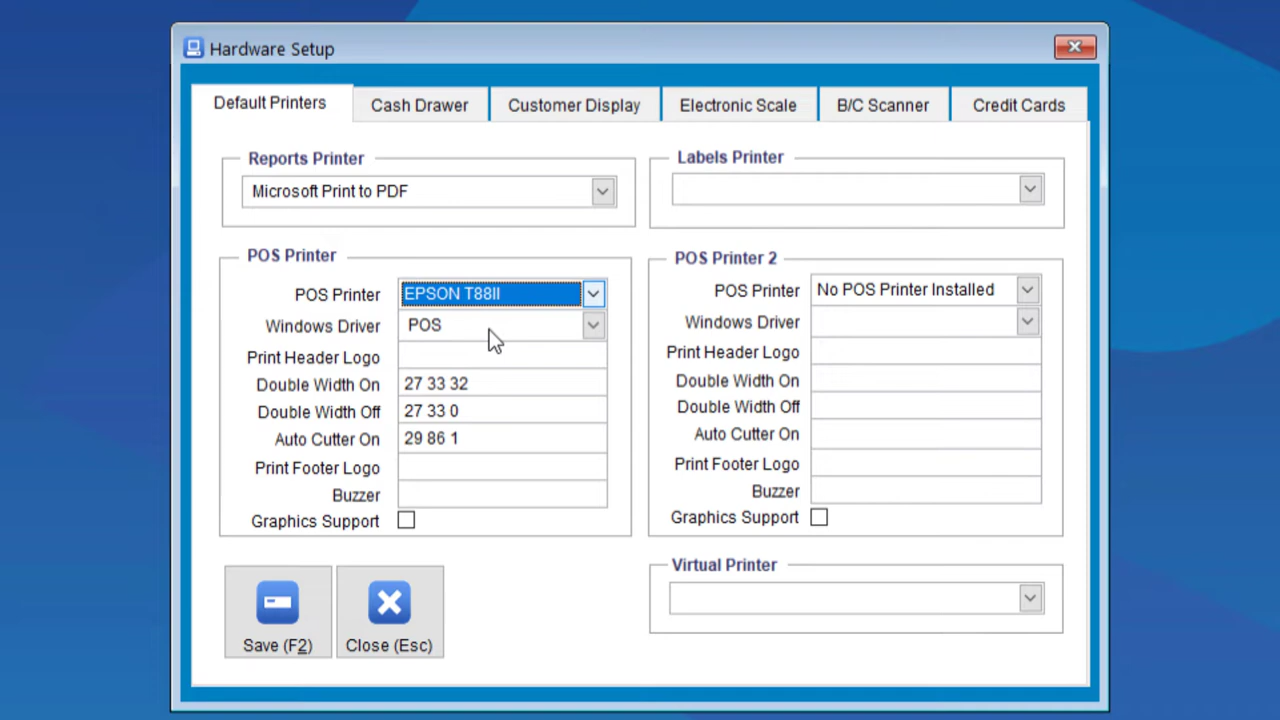 Hardware Setup
Default Printers
Cash Drawer
Customer Display
Electronic Scale
B/C Scanner
Credit Cards
Reports Printer
Microsoft Print to PDF
Labels Printer
POS Printer
POS Printer EPSON T88II
Windows Driver POS
Print Header Logo
Double Width On 27 33 32
Double Width Off 27 33 0
Auto Cutter On 29 86 1
Print Footer Logo
Buzzer
Graphics Support
POS Printer 2
POS Printer No POS Printer Installed
Windows Driver
Print Header Logo
Double Width On
Double Width Off
Auto Cutter On
Print Footer Logo
Buzzer
Graphics Support
Save (F2)
Close (Esc)
Virtual Printer